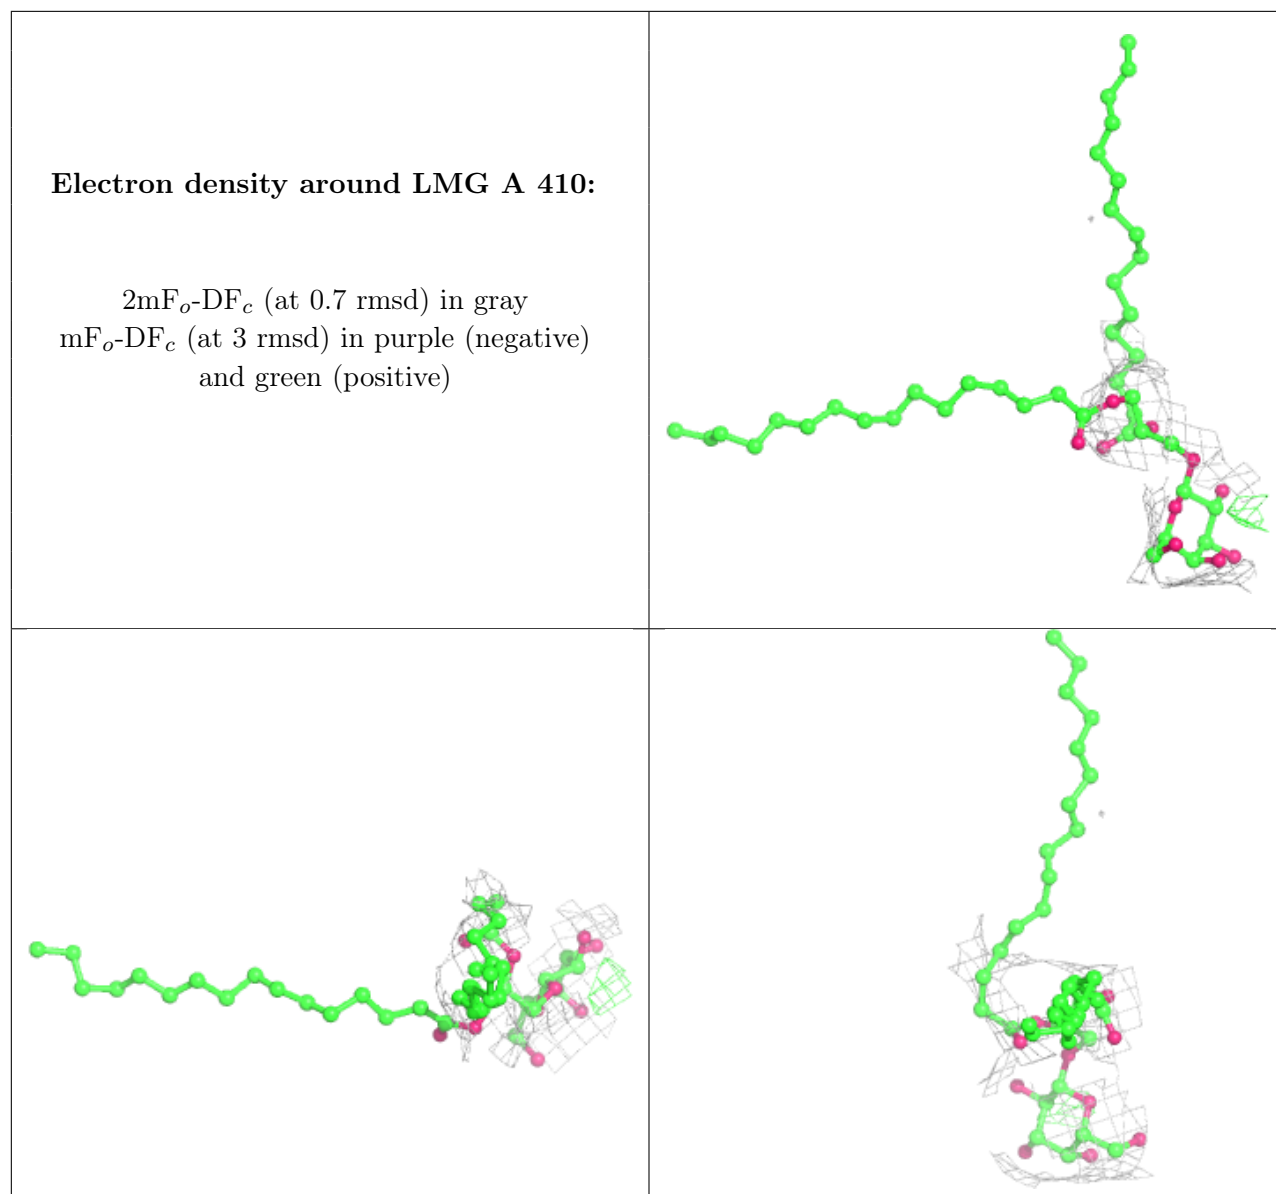 Electron density around LMG A 410:
2mFₒ-DF𝒸 (at 0.7 rmsd) in gray
mFₒ-DF𝒸 (at 3 rmsd) in purple (negative)
and green (positive)